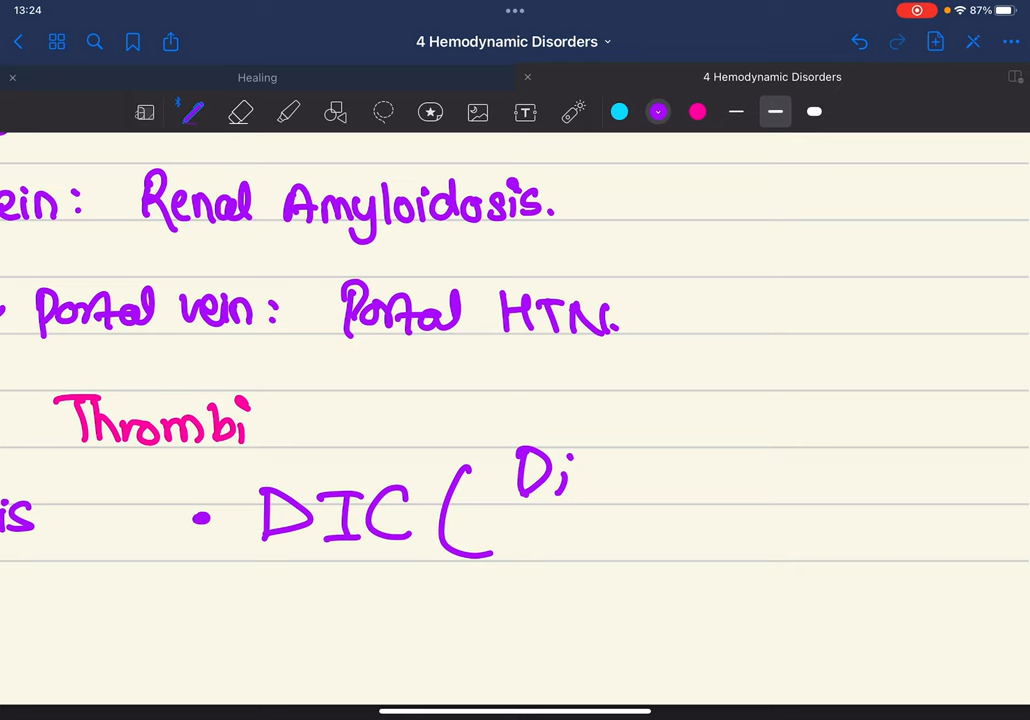 13:24
87%
4 Hemodynamic Disorders
Healing
4 Hemodynamic Disorders
ein: Renal Amyloidosis.
Portal vein: Portal HTN.
Thrombi
is • DIC ( Di